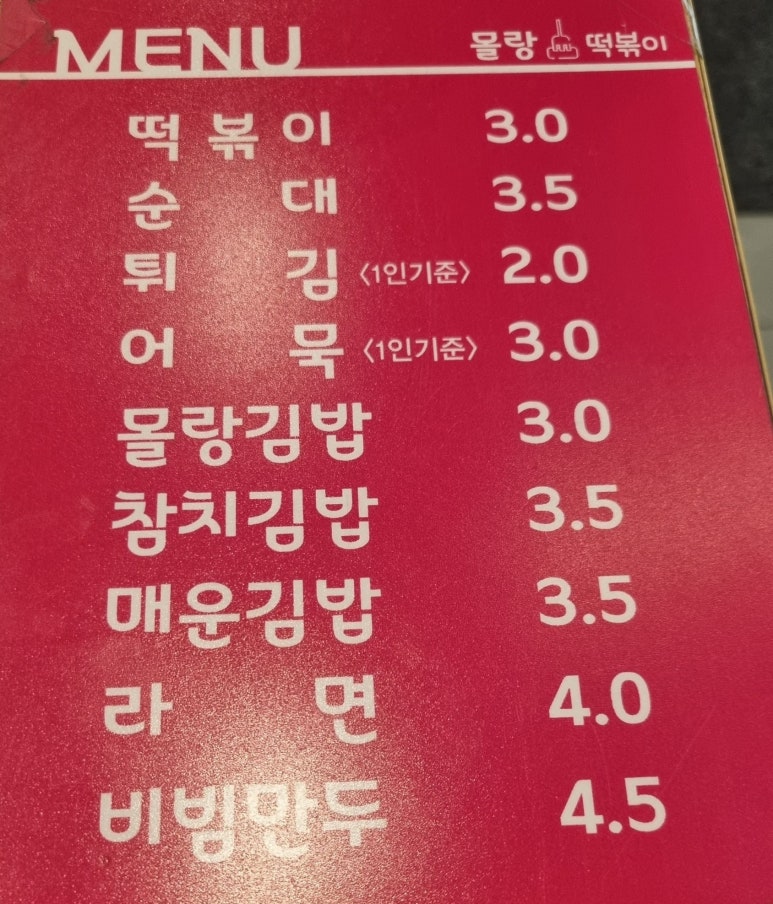 MENU 몰랑 떡볶이
떡볶이 3.0
순대 3.5
튀김 <1인기준> 2.0
어묵 <1인기준> 3.0
몰랑김밥 3.0
참치김밥 3.5
매운김밥 3.5
라면 4.0
비빔만두 4.5